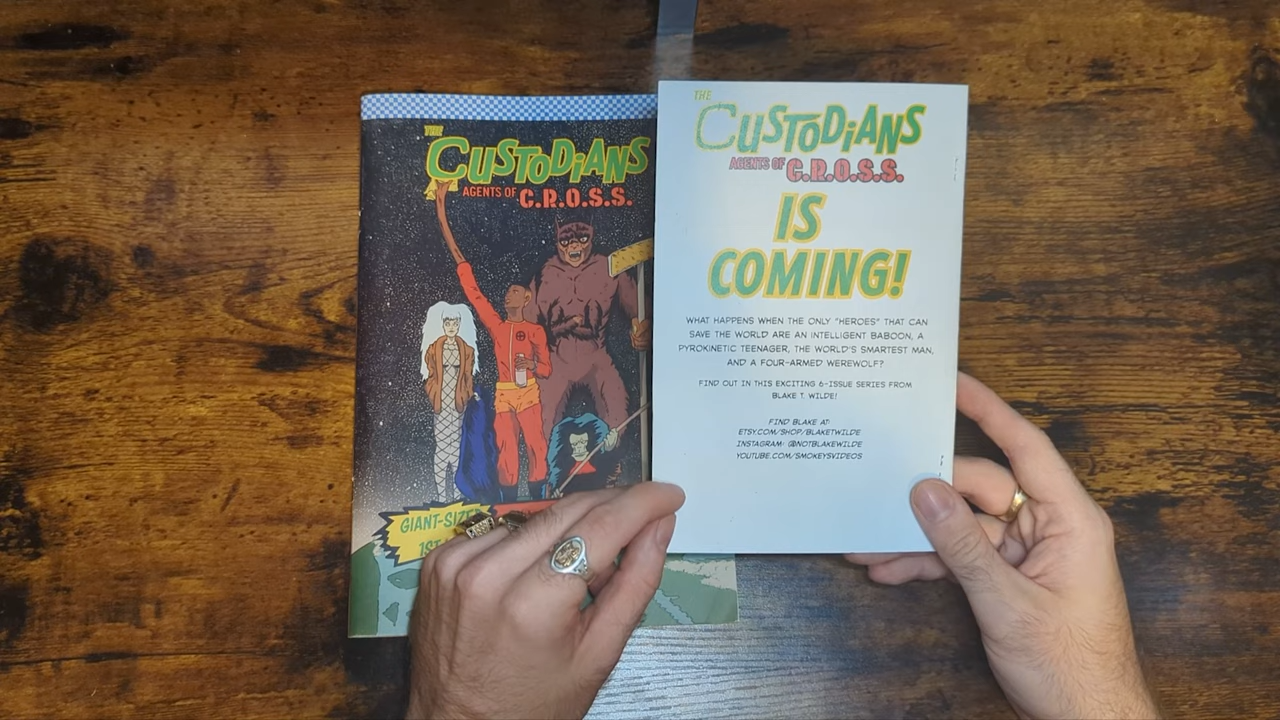 THE
CUSTODiANS
AGENTS OF C.R.O.S.S.
GIANT-SIZED
1ST
THE
CUSTODiANS
AGENTS OF C.R.O.S.S.
IS
COMING!
WHAT HAPPENS WHEN THE ONLY "HEROES" THAT CAN
SAVE THE WORLD ARE AN INTELLIGENT BABOON, A
PYROKINETIC TEENAGER, THE WORLD'S SMARTEST MAN,
AND A FOUR-ARMED WEREWOLF?
FIND OUT IN THIS EXCITING 6-ISSUE SERIES FROM
BLAKE T. WILDE!
FIND BLAKE AT:
ETSY.COM/SHOP/BLAKETWILDE
INSTAGRAM: @NOTBLAKEWILDE
YOUTUBE.COM/SMOKEYSVIDEOS